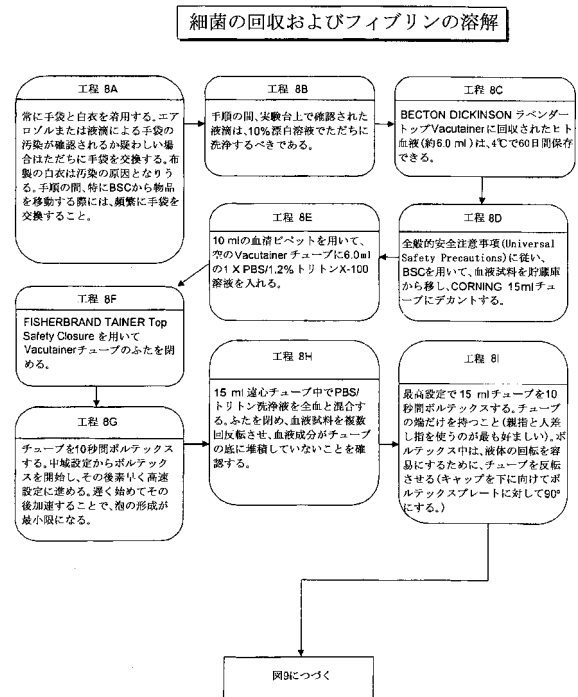 細菌の回収およびフィブリンの溶解
工程 8A
常に手袋と白衣を着用する。エア
ロゾルまたは液滴による手袋の
汚染が確認されるか疑わしい場
合はただちに手袋を交換する。布
製の白衣は汚染の原因となりう
る。手順の間、特にBSCから物品
を移動する際には、頻繁に手袋を
交換すること。
工程 8B
手順の間、実験台上で確認された
液滴は、10%漂白溶液でただちに
洗浄するべきである。
工程 8C
BECTON DICKINSON ラベンダー
トップVacutainerに回収されたヒト
血液(約6.0 ml)は、4℃で60日間保存
できる。
工程 8D
全般的安全注意事項(Universal
Safety Precautions)に従い、
BSCを用いて、血液試料を貯蔵庫
から移し、CORNING 15mlチュ
ーブにデカントする。
工程 8E
10 mlの血清ピペットを用いて、
空のVacutainer チューブに6.0ml
の1 X PBS/1.2%トリトンX-100
溶液を入れる。
工程 8F
FISHERBRAND TAINER Top
Safety Closure を用いて
Vacutainerチューブのふたを閉
める。
工程 8G
チューブを10秒間ボルテックス
する。中域設定からボルテック
スを開始し、その後素早く高速
設定に進める。遅く始めてその
後加速することで、泡の形成が
最小限になる。
工程 8H
15 ml 遠心チューブ中でPBS/
トリトン洗浄液を全血と混合す
る。ふたを閉め、血液試料を複数
回反転させ、血液成分がチューブ
の底に堆積していないことを確
認する。
工程 8I
最高設定で 15 mlチューブを10
秒間ボルテックスする。チューブ
の端だけを持つこと(親指と人差
し指を使うのが最も好ましい)。ボ
ルテックス中は、液体の回転を容
易にするために、チューブを反転
させる(キャップを下に向けてボ
ルテックスプレートに対して90°
にする。)
図9につづく